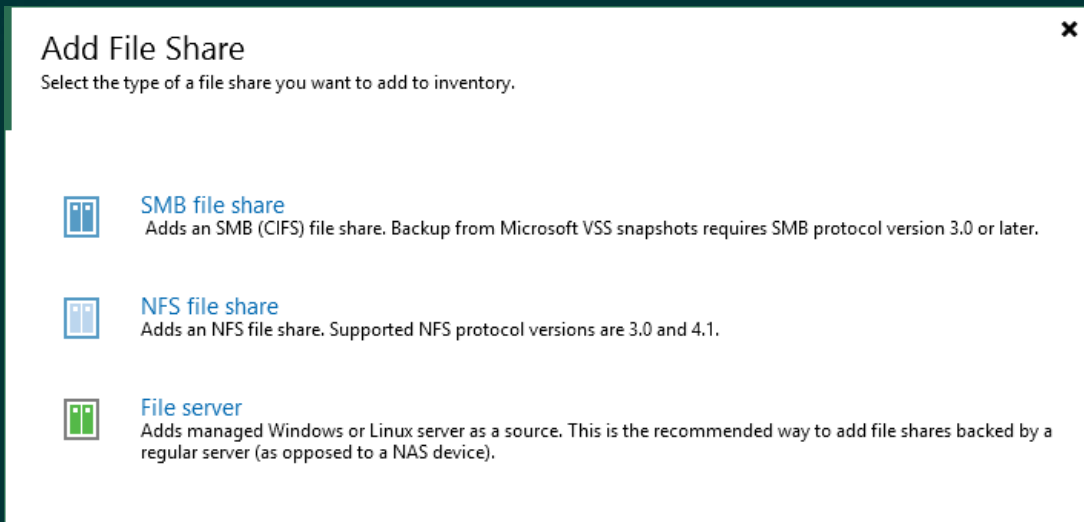 Add File Share
Select the type of a file share you want to add to inventory.
SMB file share
Adds an SMB (CIFS) file share. Backup from Microsoft VSS snapshots requires SMB protocol version 3.0 or later.
NFS file share
Adds an NFS file share. Supported NFS protocol versions are 3.0 and 4.1.
File server
Adds managed Windows or Linux server as a source. This is the recommended way to add file shares backed by a
regular server (as opposed to a NAS device).